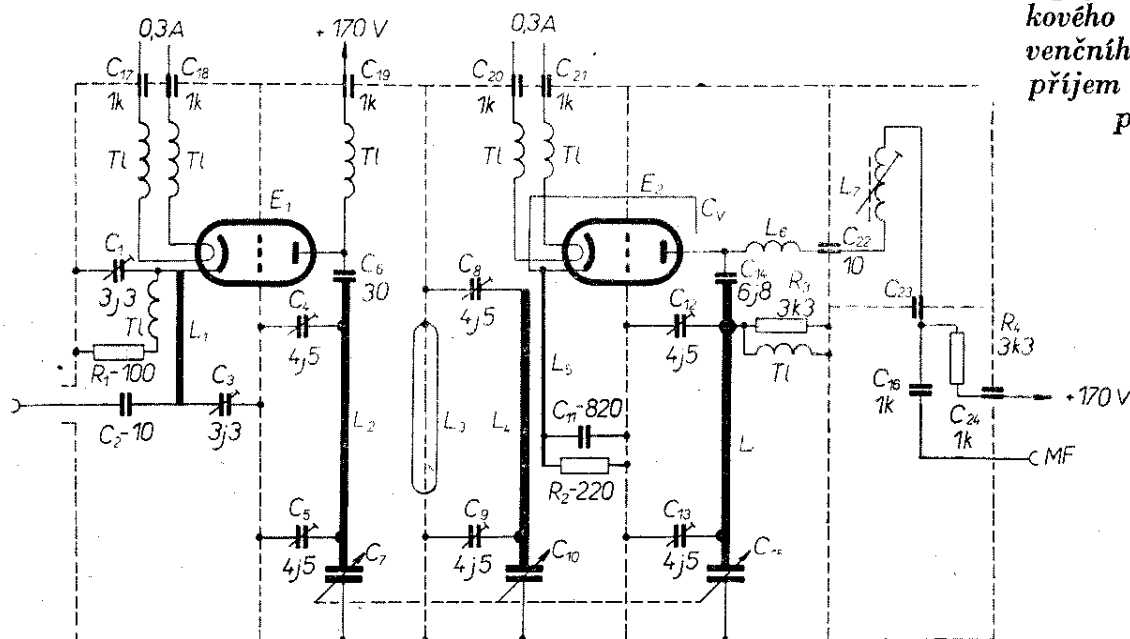 kového
venčníh
příjem
p
0,3A
+170 V
0,3A
C17
1k
C18
1k
C19
1k
C20
1k
C21
1k
Tl
Tl
Tl
Tl
Tl
E1
E2
Cv
L7
L6
C22
10
C1
3j3
C6
30
C8
4j5
C14
6j8
R3
3k3
C23
Tl
L1
C4
4j5
C12
4j5
Tl
R4
3k3
R1-100
L5
C16
1k
+170 V
C3
3j3
C2-10
L2
L3
L4
C11-820
L
C24
1k
R2-220
MF
C5
4j5
C9
4j5
C13
4j5
C7
C10